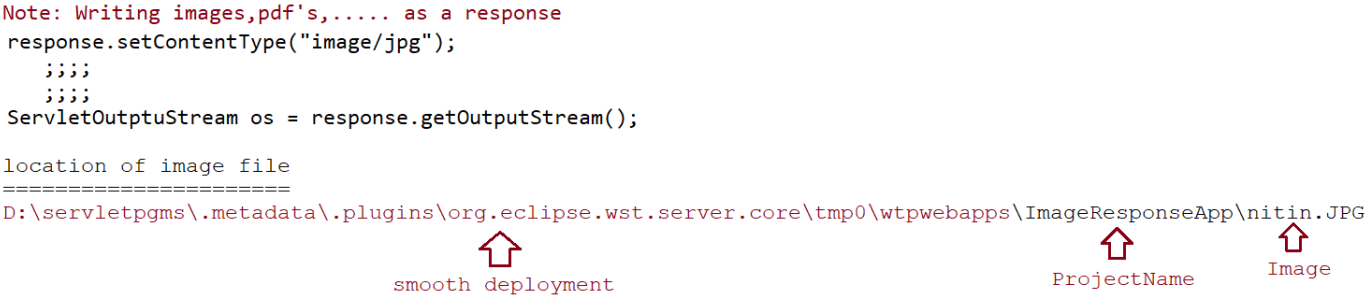 Note: Writing images,pdf's,..... as a response
response.setContentType("image/jpg");
;;;;
;;;;
ServletOutptuStream os = response.getOutputStream();
location of image file
======================
D:\servletpgms\.metadata\.plugins\org.eclipse.wst.server.core\tmp0\wtpwebapps\ImageResponseApp\nitin.JPG
smooth deployment
ProjectName
Image